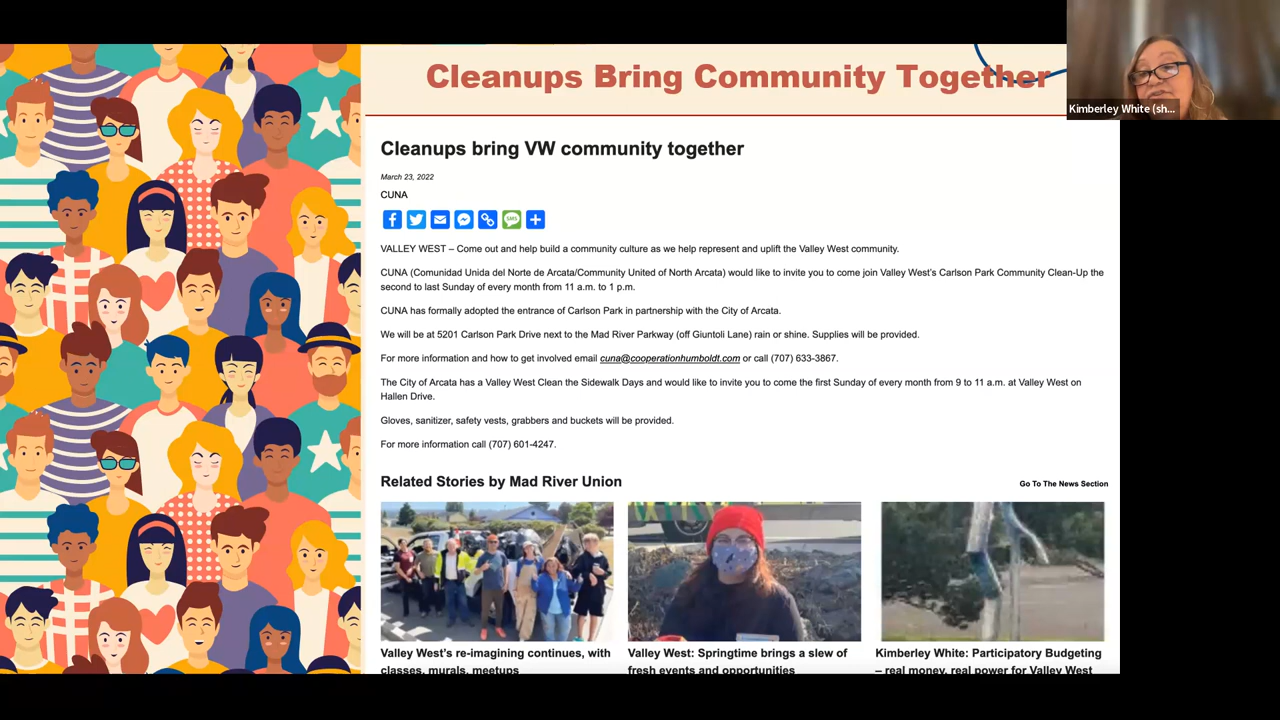 Cleanups Bring Community Together
Kimberley White (sh...
Cleanups bring VW community together
March 23, 2022
CUNA
SMS
VALLEY WEST – Come out and help build a community culture as we help represent and uplift the Valley West community.
CUNA (Comunidad Unida del Norte de Arcata/Community United of North Arcata) would like to invite you to come join Valley West's Carlson Park Community Clean-Up the
second to last Sunday of every month from 11 a.m. to 1 p.m.
CUNA has formally adopted the entrance of Carlson Park in partnership with the City of Arcata.
We will be at 5201 Carlson Park Drive next to the Mad River Parkway (off Giuntoli Lane) rain or shine. Supplies will be provided.
For more information and how to get involved email cuna@cooperationhumboldt.com or call (707) 633-3867.
The City of Arcata has a Valley West Clean the Sidewalk Days and would like to invite you to come the first Sunday of every month from 9 to 11 a.m. at Valley West on
Hallen Drive.
Gloves, sanitizer, safety vests, grabbers and buckets will be provided.
For more information call (707) 601-4247.
Related Stories by Mad River Union
Go To The News Section
Valley West's re-imagining continues, with
classes, murals, meetups
Valley West: Springtime brings a slew of
fresh events and opportunities
Kimberley White: Participatory Budgeting
– real money, real power for Valley West